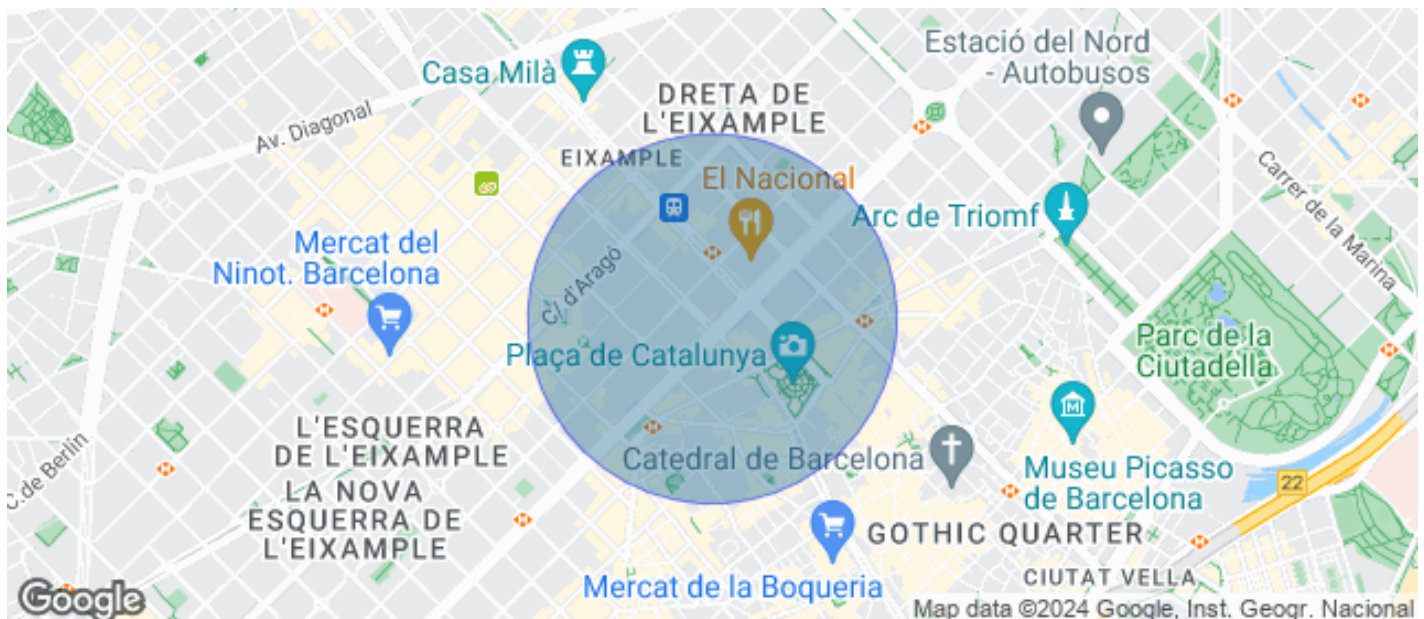 Estació del Nord
- Autobusos
Casa Milà
DRETA DE
L'EIXAMPLE
Av. Diagonal
EIXAMPLE
El Nacional
Arc de Triomf
Carrer de la Marina
Mercat del
Ninot. Barcelona
C/ d'Aragó
Plaça de Catalunya
Parc de la
Ciutadella
L'ESQUERRA
DE L'EIXAMPLE
C. de Berlín
Catedral de Barcelona
Museu Picasso
de Barcelona
22
LA NOVA
ESQUERRA DE
L'EIXAMPLE
GOTHIC QUARTER
Mercat de la Boqueria
CIUTAT VELLA
Google
Map data ©2024 Google, Inst. Geogr. Nacional